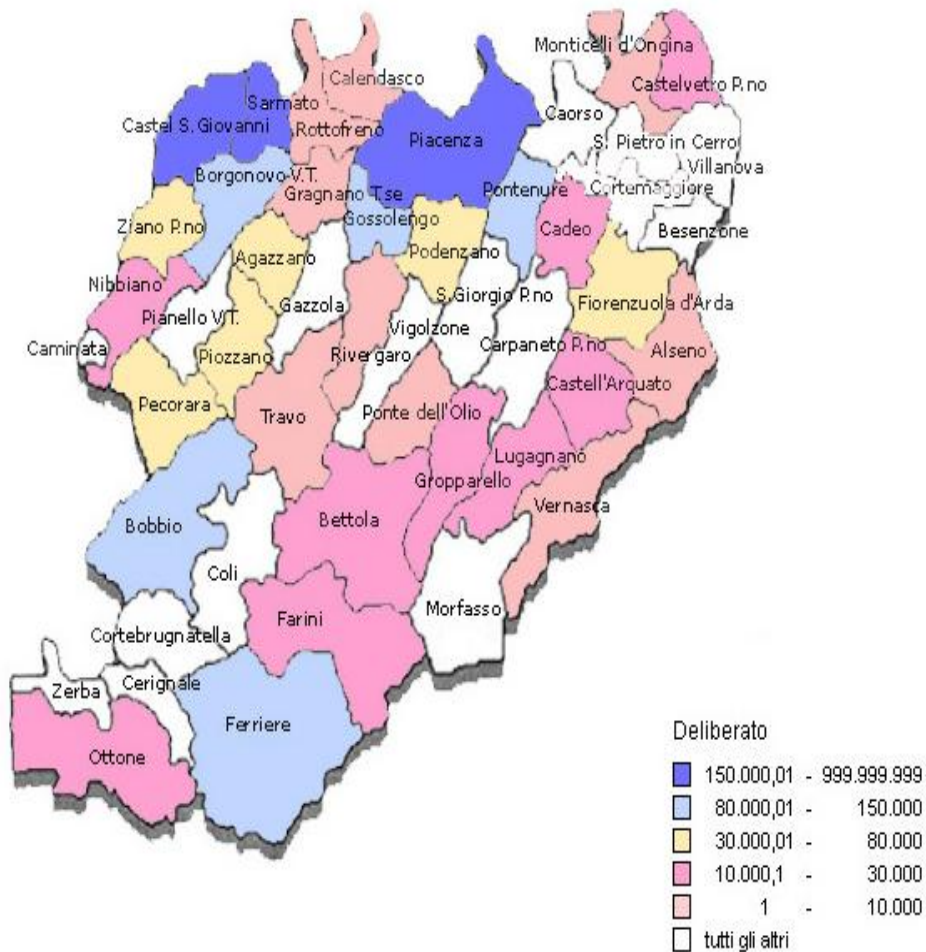 Monticelli d'Ongina
Calendasco
Castelvetro P.no
Sarmato
Caorso
Castel S. Giovanni
Rottofreno
Piacenza
S. Pietro in Cerro
Villanova
Borgonovo V.T.
Gragnano T.se
Pontenure
Cortemaggiore
Gossolengo
Ziano P.no
Cadeo
Besenzone
Agazzano
Podenzano
Nibbiano
S.Giorgio P.no
Gazzola
Fiorenzuola d'Arda
Pianello V.T.
Vigolzone
Caminata
Piozzano
Rivergaro
Carpaneto P.no
Alseno
Castell'Arquato
Pecorara
Travo
Ponte dell'Olio
Lugagnano
Gropparello
Vernasca
Bobbio
Bettola
Coli
Morfasso
Farini
Cortebrugnatella
Zerba
Cerignale
Ferriere
Ottone
Deliberato
150.000,01 - 999.999.999
80.000,01 - 150.000
30.000,01 - 80.000
10.000,1 - 30.000
1 - 10.000
tutti gli altri